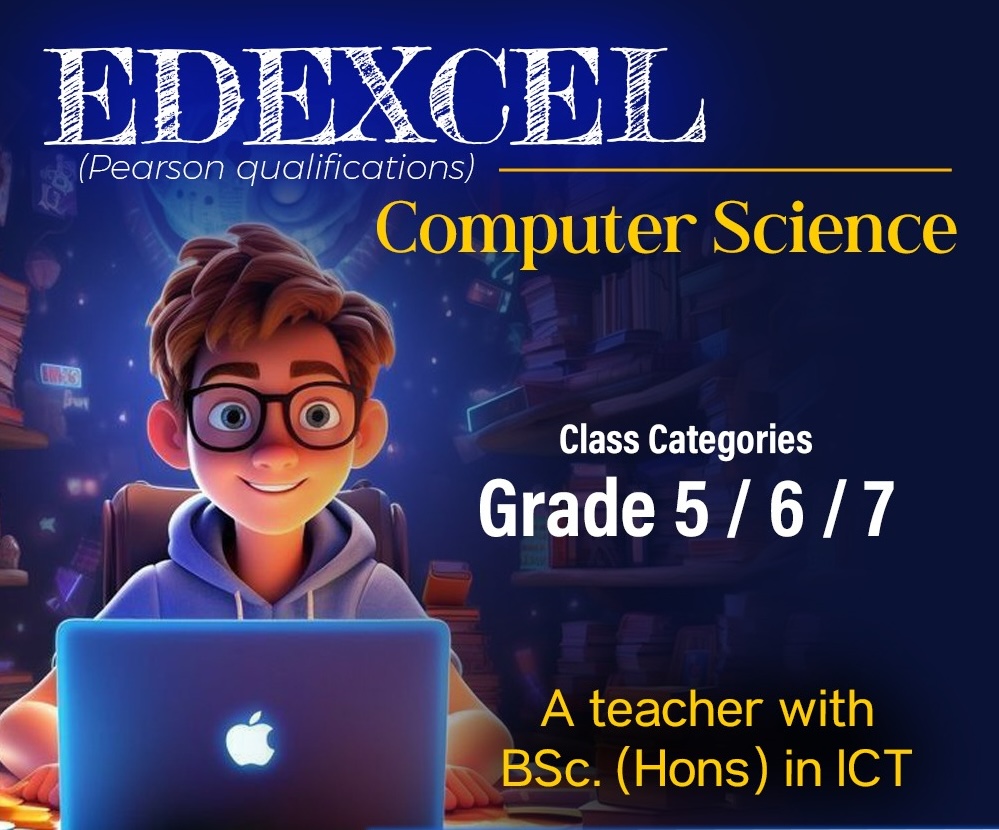 EDEXCEL
(Pearson qualifications)
Computer Science
Class Categories
Grade 5 / 6 / 7
A teacher with
BSc. (Hons) in ICT